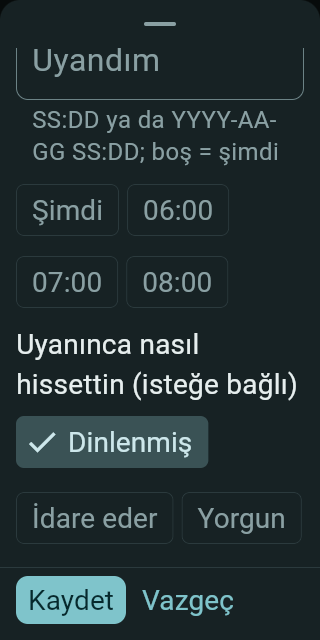 Uyandım
SS:DD ya da YYYY-AA-
GG SS:DD; boş = şimdi
Şimdi
06:00
07:00
08:00
Uyanınca nasıl
hissettin (isteğe bağlı)
Dinlenmiş
İdare eder
Yorgun
Kaydet
Vazgeç